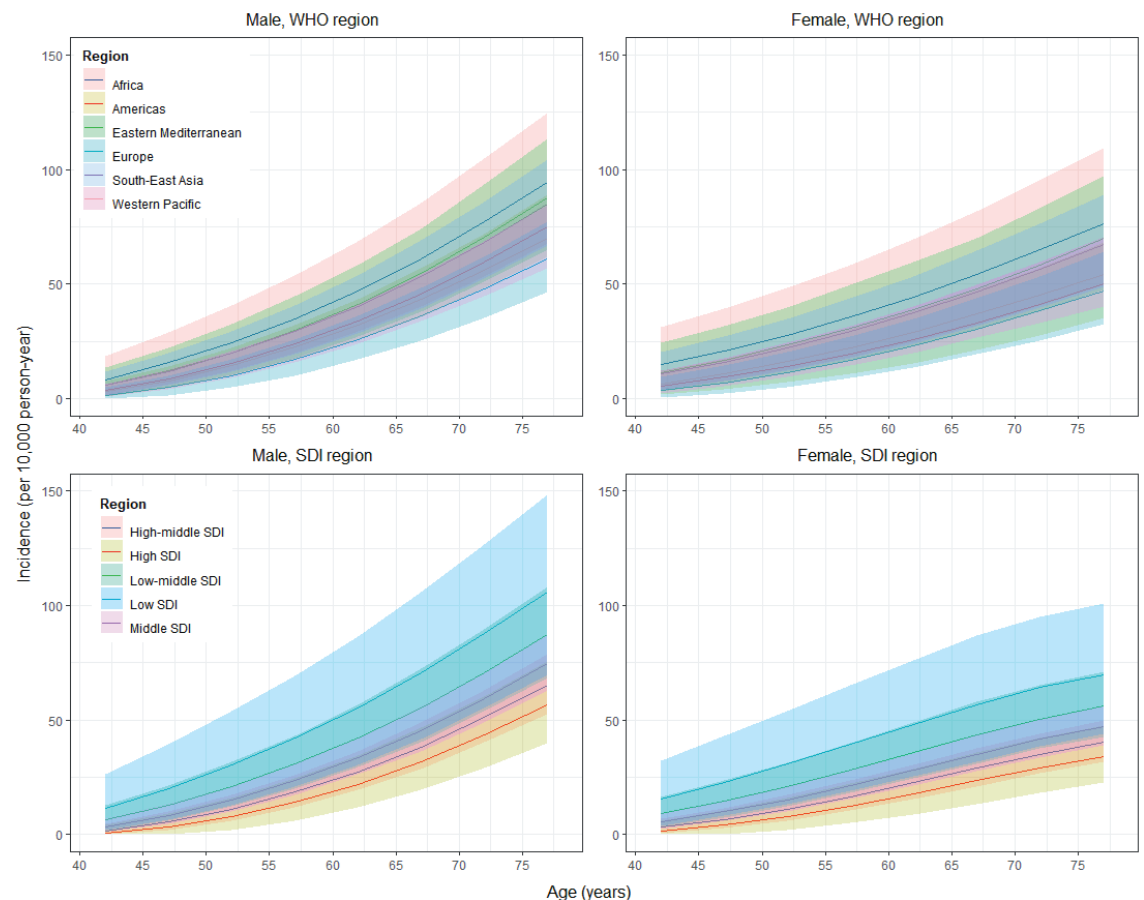 Male, WHO region
Female, WHO region
Incidence (per 10,000 person-year)
150
100
50
0
Region
Africa
Americas
Eastern Mediterranean
Europe
South-East Asia
Western Pacific
40 45 50 55 60 65 70 75
150
100
50
0
40 45 50 55 60 65 70 75
Male, SDI region
Female, SDI region
150
100
50
0
Region
High-middle SDI
High SDI
Low-middle SDI
Low SDI
Middle SDI
40 45 50 55 60 65 70 75
150
100
50
0
40 45 50 55 60 65 70 75
Age (years)